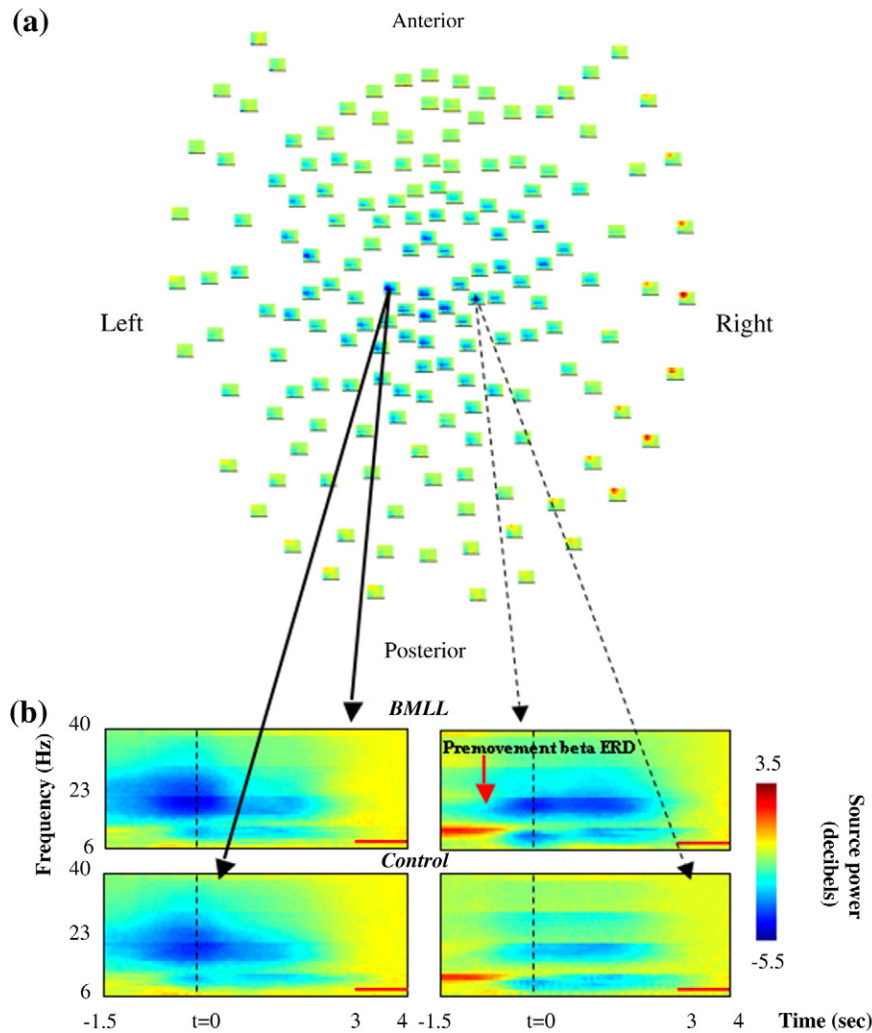 (a)
Anterior
Left
Right
Posterior
(b)
BMLL
40
23
6
Frequency (Hz)
Premovement beta ERD
Control
40
23
6
-1.5
t=0
3
4
-1.5
t=0
3
4
Time (sec)
3.5
-5.5
Source power
(decibels)